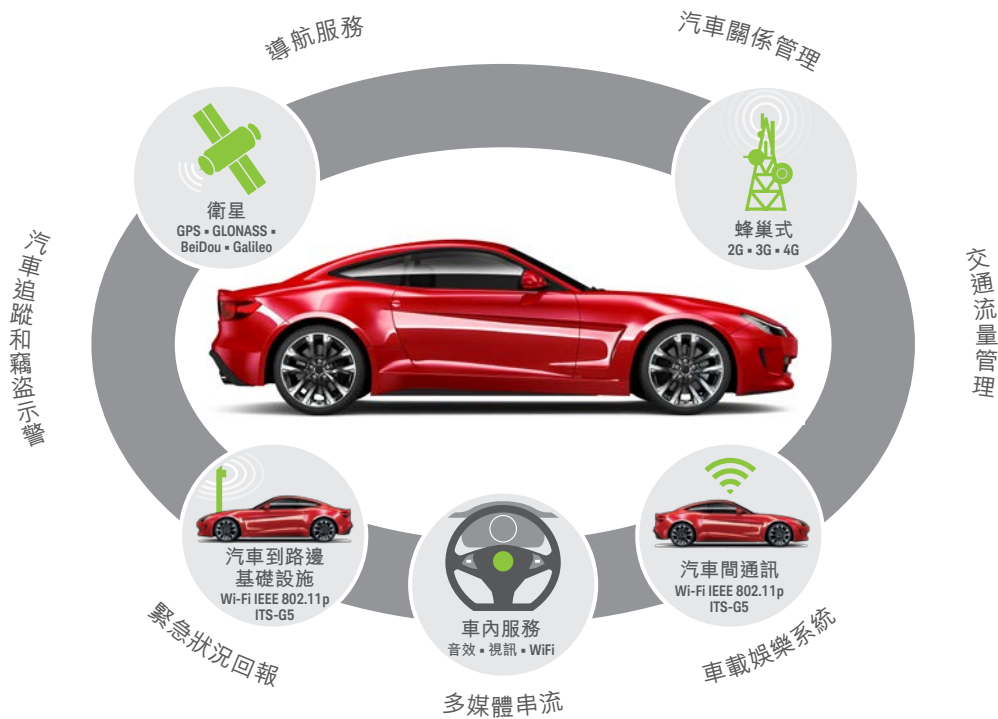 導航服務
汽車關係管理
衛星
GPS ▪ GLONASS ▪
BeiDou ▪ Galileo
蜂巢式
2G ▪ 3G ▪ 4G
汽車追蹤和竊盜示警
交通流量管理
汽車到路邊
基礎設施
Wi-Fi IEEE 802.11p
ITS-G5
車內服務
音效 ▪ 視訊 ▪ WiFi
汽車間通訊
Wi-Fi IEEE 802.11p
ITS-G5
緊急狀況回報
多媒體串流
車載娛樂系統